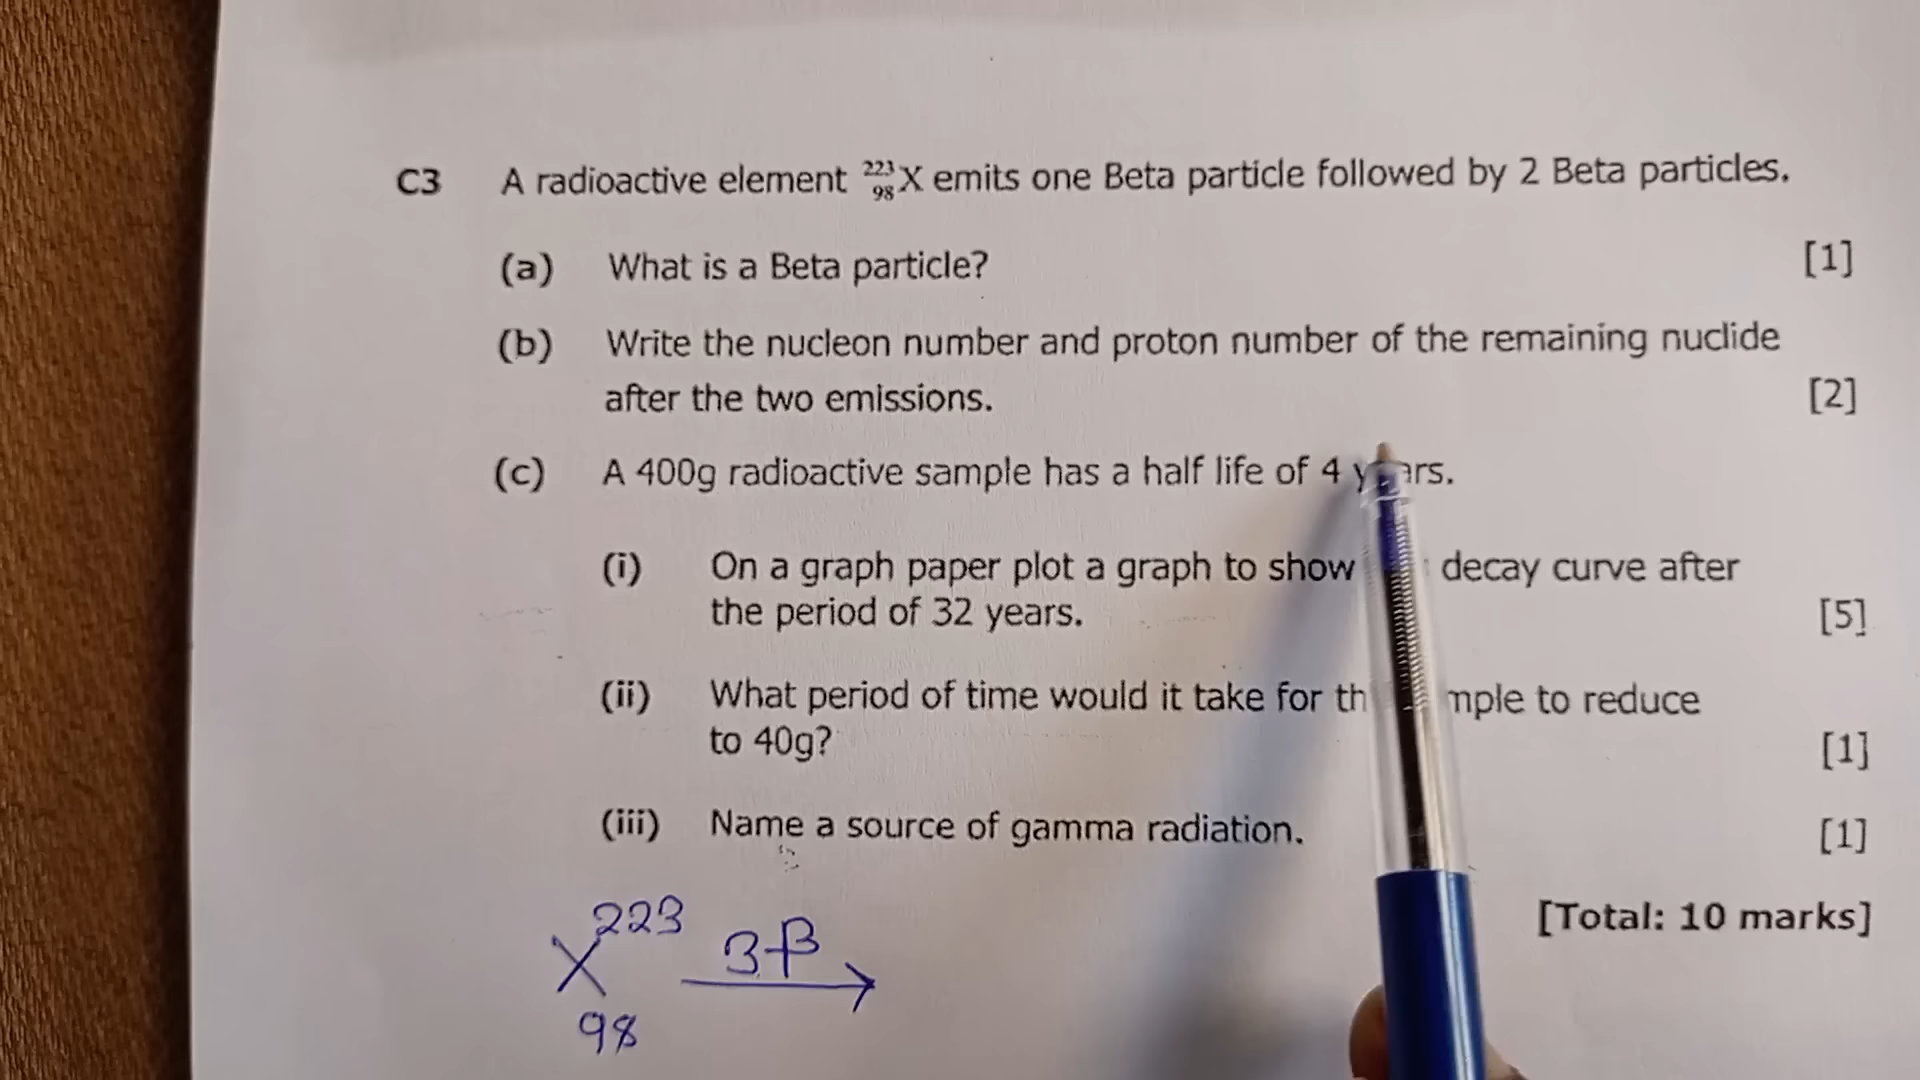 C3 A radioactive element ²²³₉₈X emits one Beta particle followed by 2 Beta particles.
(a) What is a Beta particle? [1]
(b) Write the nucleon number and proton number of the remaining nuclide
after the two emissions. [2]
(c) A 400g radioactive sample has a half life of 4 years.
(i) On a graph paper plot a graph to show decay curve after
the period of 32 years. [5]
(ii) What period of time would it take for to reduce
to 40g? [1]
(iii) Name a source of gamma radiation. [1]
[Total: 10 marks]
X²²³₉₈ 3β →